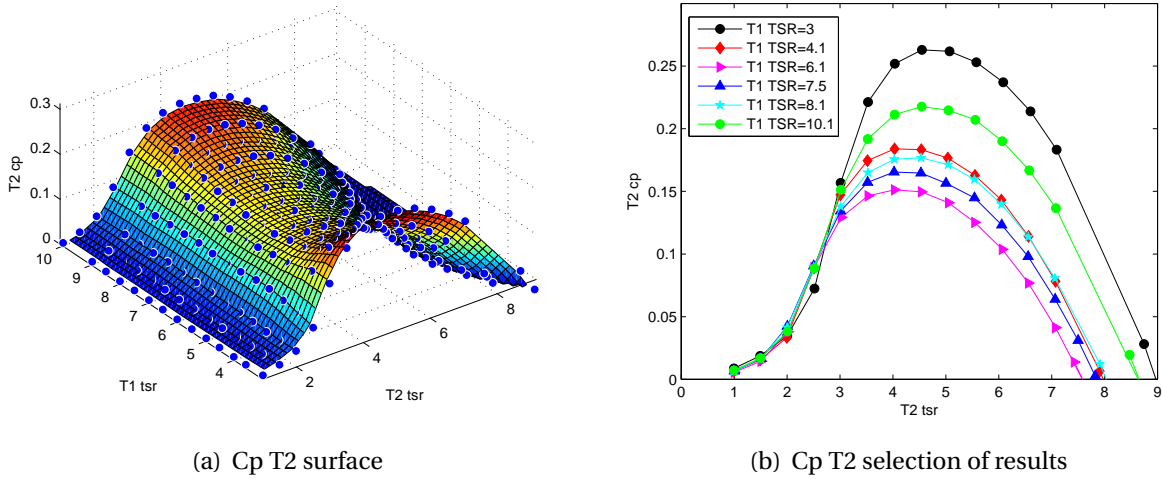 0.3
0.2
0.1
0
T2 cp
10
9
8
7
6
5
4
T1 tsr
2
4
6
8
T2 tsr
(a) Cp T2 surface
T1 TSR=3
T1 TSR=4.1
T1 TSR=6.1
T1 TSR=7.5
T1 TSR=8.1
T1 TSR=10.1
0.25
0.2
0.15
0.1
0.05
0
T2 cp
0 1 2 3 4 5 6 7 8 9
T2 tsr
(b) Cp T2 selection of results